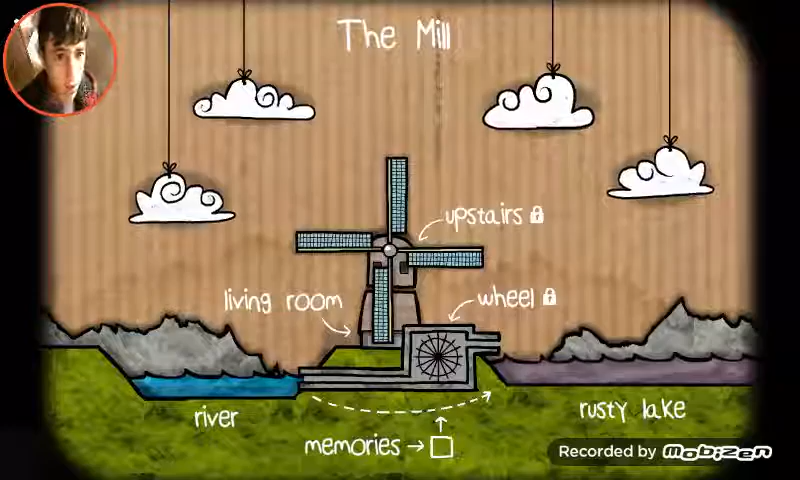 The Mill
upstairs
living room
wheel
river
rusty lake
memories
Recorded by mobizen